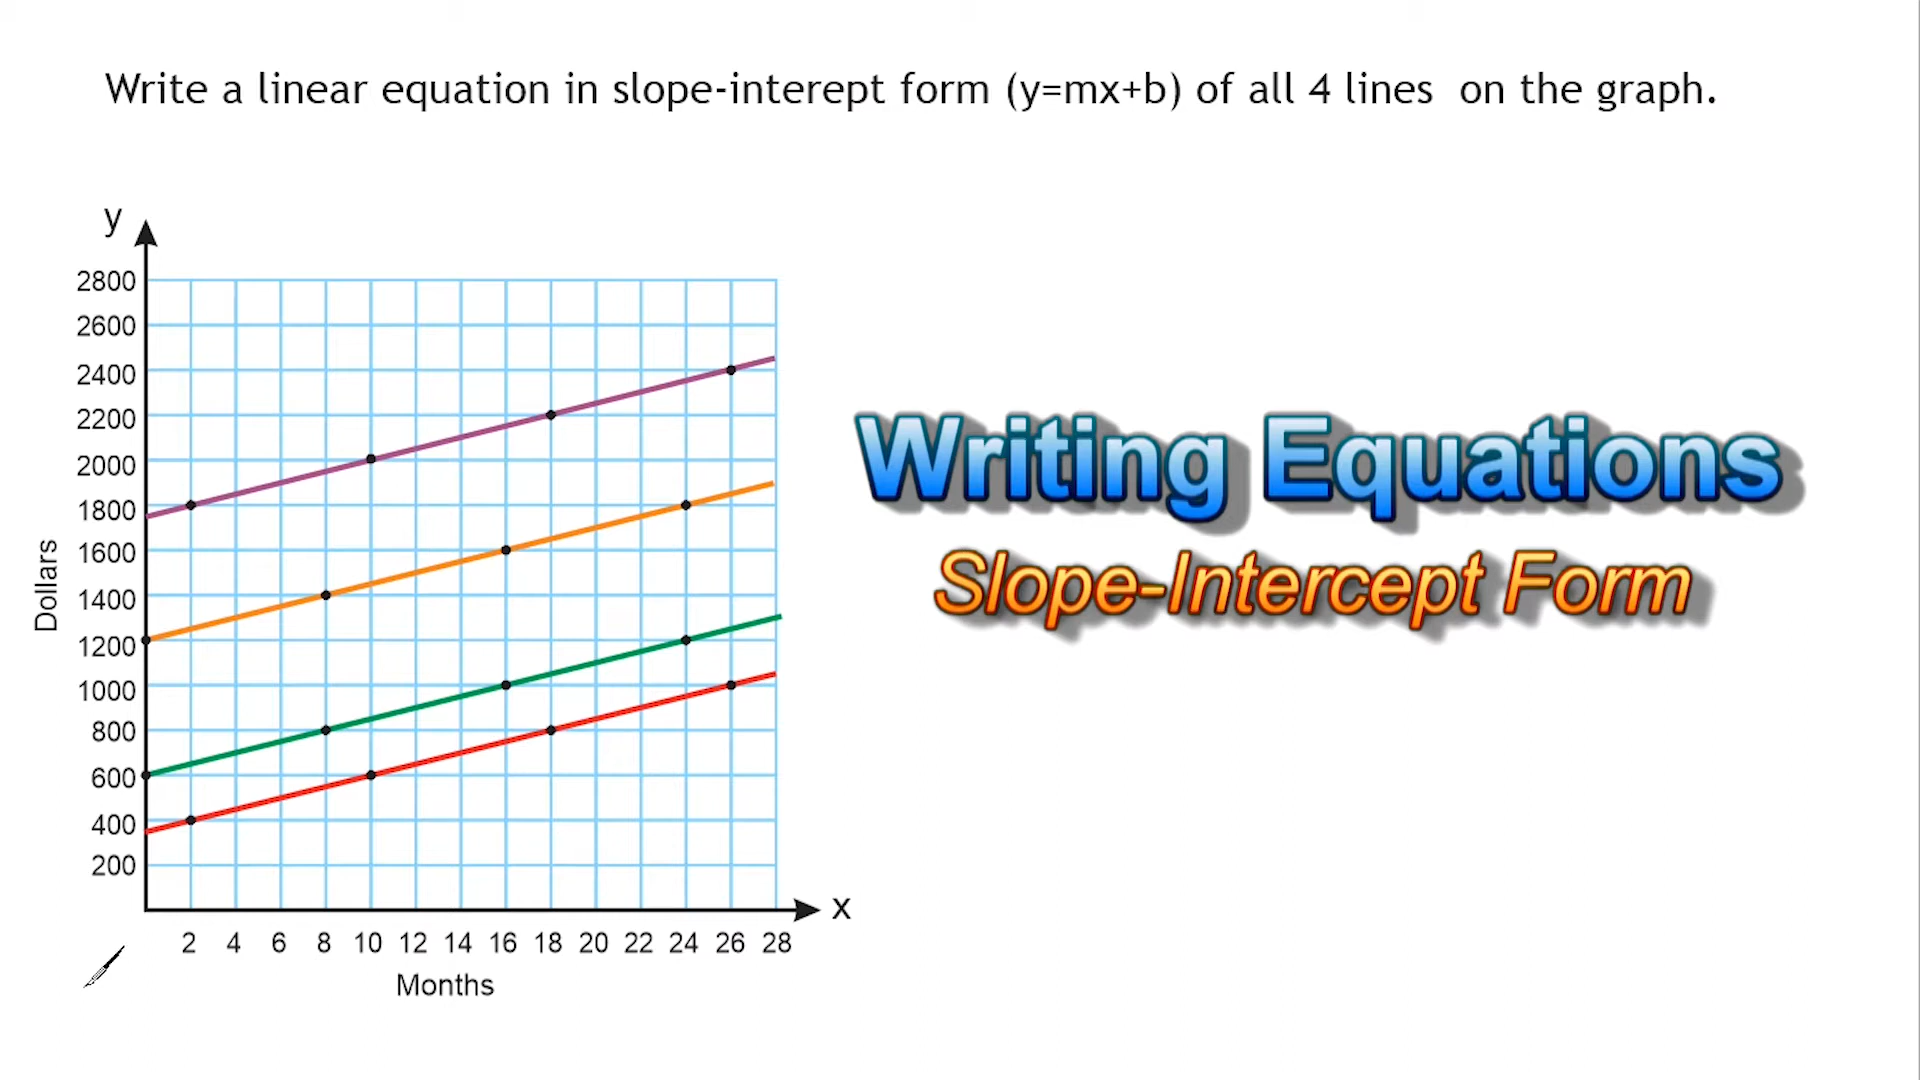 Write a linear equation in slope-interept form (y=mx+b) of all 4 lines on the graph.
y
2800
2600
2400
2200
2000
1800
1600
1400
1200
1000
800
600
400
200
Dollars
Writing Equations
Slope-Intercept Form
x
2 4 6 8 10 12 14 16 18 20 22 24 26 28
Months